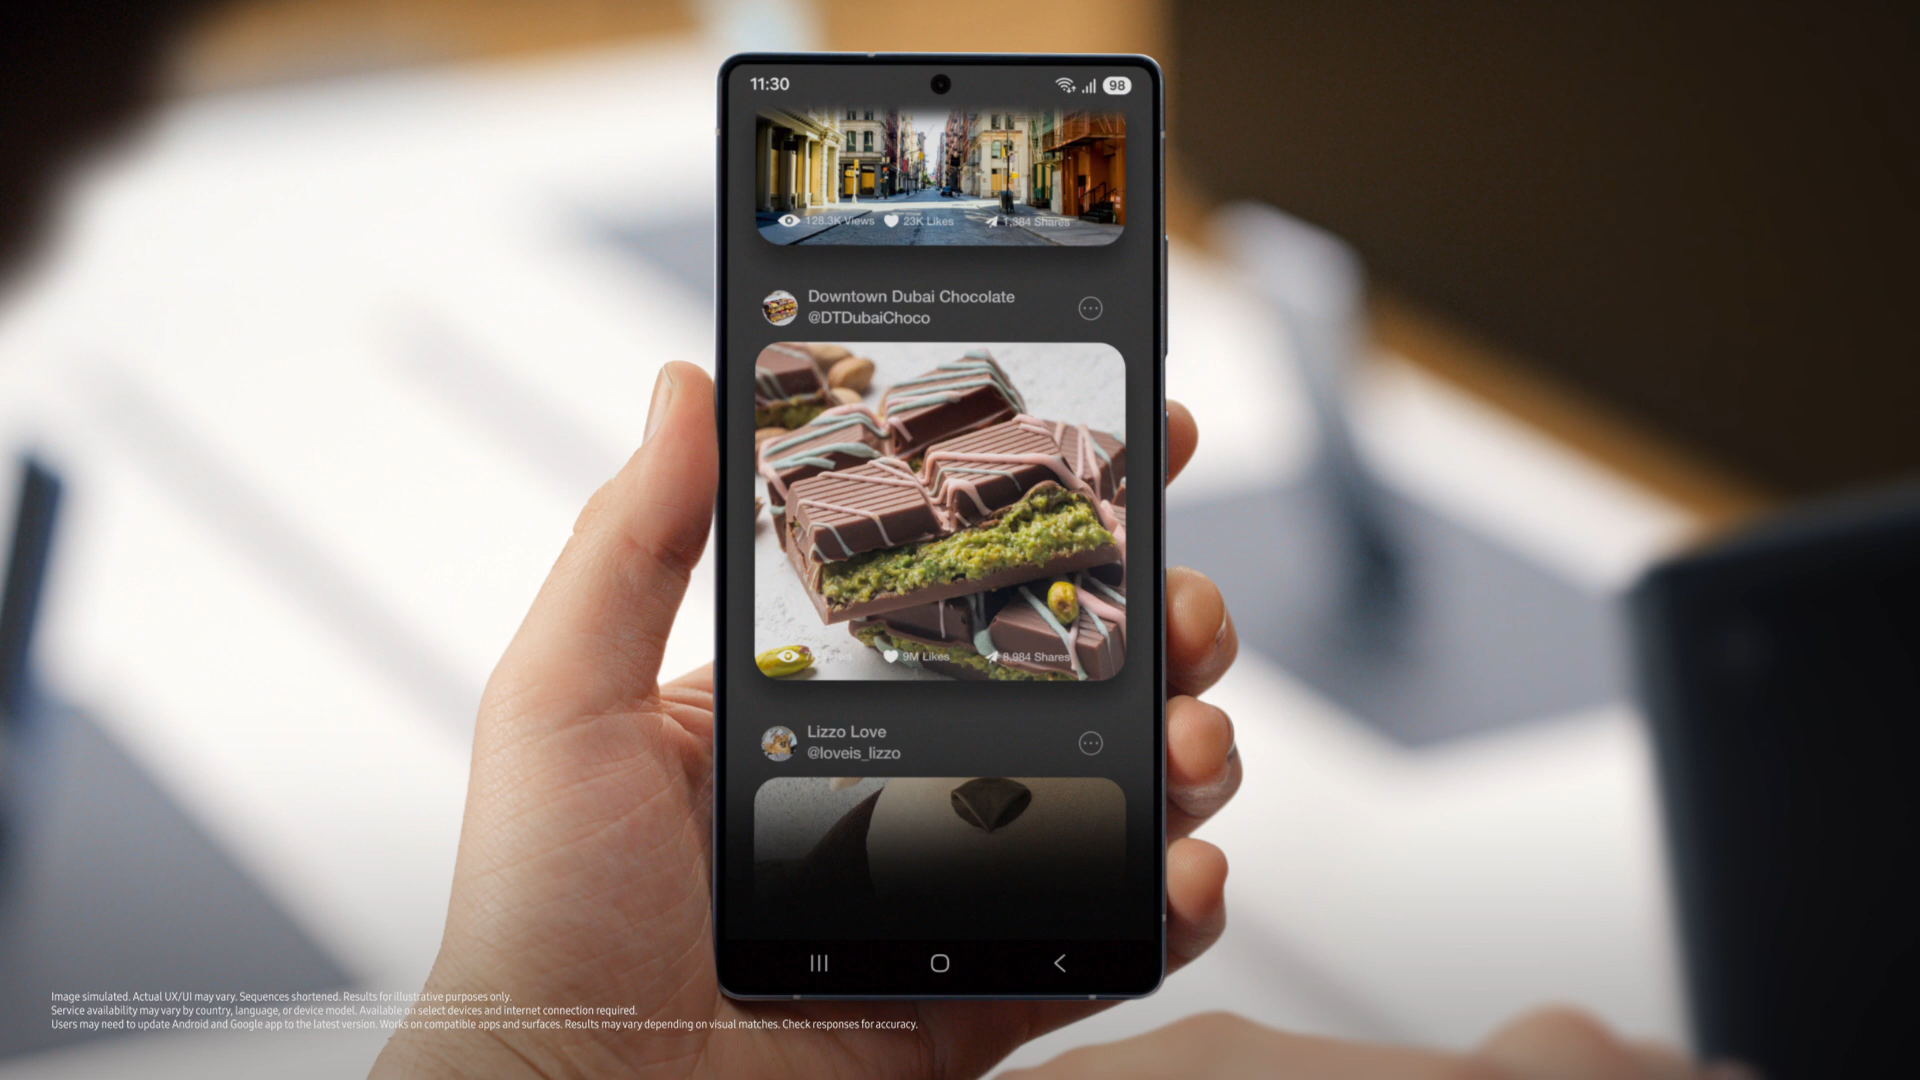 11:30
98
128.3K Views 23K Likes 1,384 Shares
Downtown Dubai Chocolate
@DTDubaiChoco
9M Likes 8,984 Shares
Lizzo Love
@loveis_lizzo
Image simulated. Actual UX/UI may vary. Sequences shortened. Results for illustrative purposes only.
Service availability may vary by country, language, or device model. Available on select devices and internet connection required.
Users may need to update Android and Google app to the latest version. Works on compatible apps and surfaces. Results may vary depending on visual matches. Check responses for accuracy.